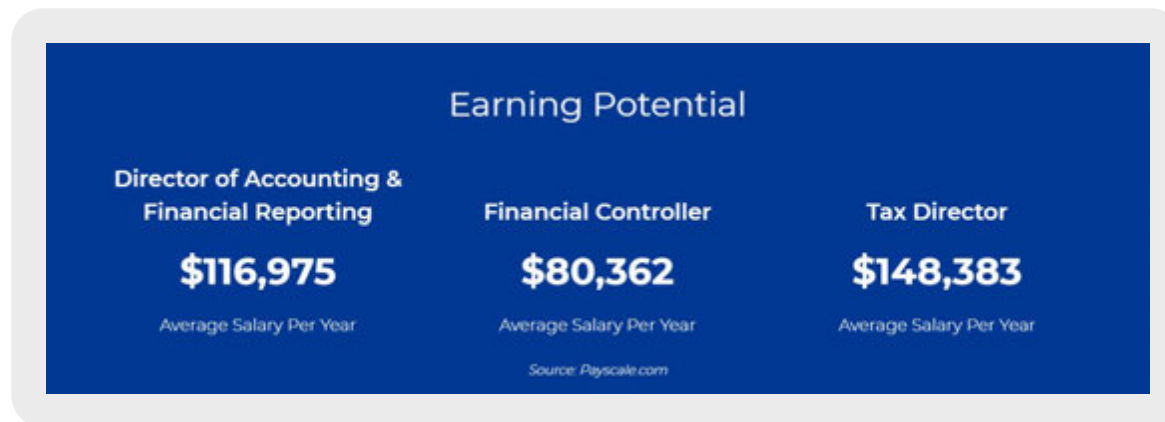 Earning Potential
Director of Accounting &
Financial Reporting
$116,975
Average Salary Per Year
Financial Controller
$80,362
Average Salary Per Year
Tax Director
$148,383
Average Salary Per Year
Source: Payscale.com